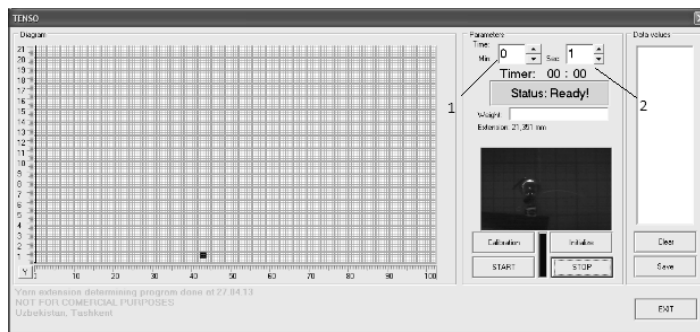 TENSO
Diagram
21
20
19
18
17
16
15
14
13
12
11
10
9
8
7
6
5
4
3
2
1
Y
0 10 20 30 40 50 60 70 80 90 100
Parameters
Time:
Min 0 Sec 1
Timer: 00 : 00
Status: Ready!
Weight
Extension 21,391 mm
Calibration Initialize
START STOP
Data values
Clear
Save
EXIT
1
2
Yarn extension determining program done at 27.04.13
NOT FOR COMERCIAL PURPOSES
Uzbekistan, Tashkent